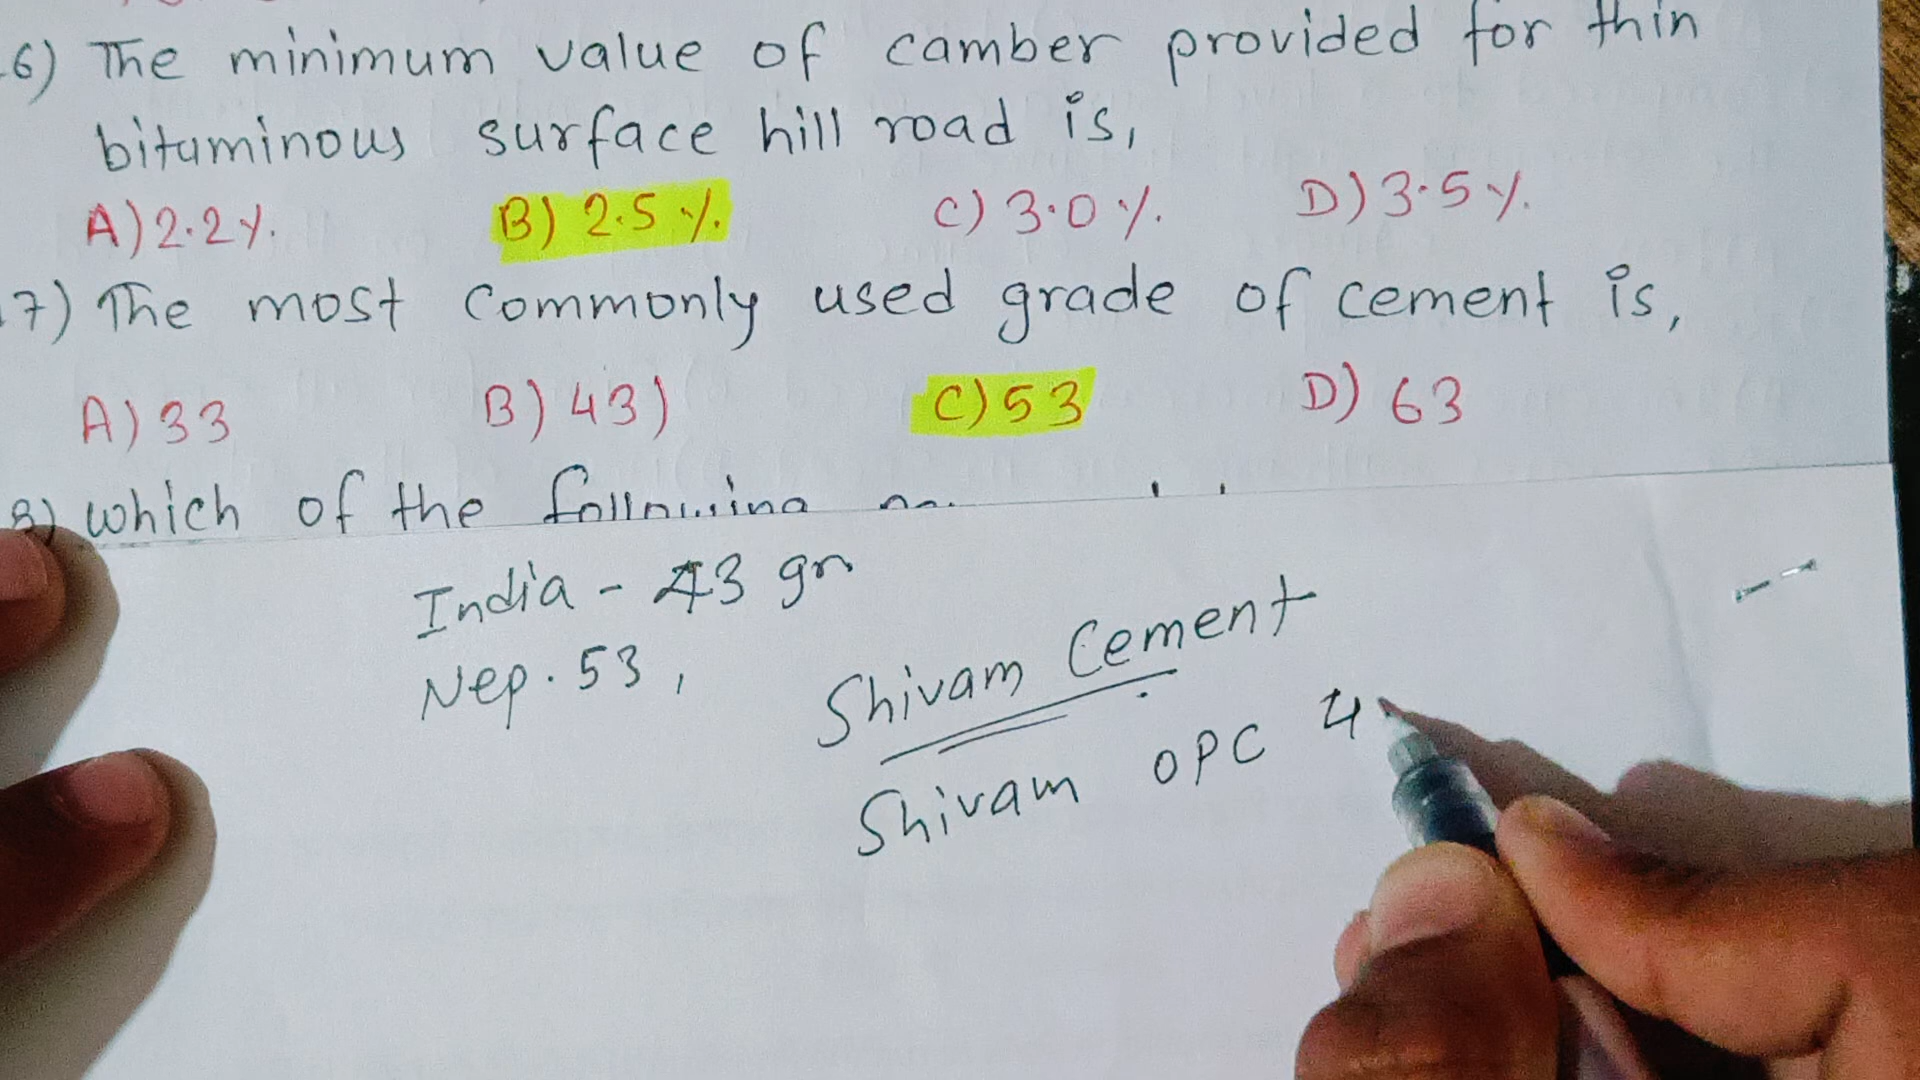 .6) The minimum value of camber provided for thin
bituminous surface hill road is,
A) 2.2%. B) 2.5%. C) 3.0%. D) 3.5%.
.7) The most commonly used grade of cement is,
A) 33 B) 43) C) 53 D) 63
8) which of the following
India - 43 gr
Nep. 53,
Shivam Cement
Shivam OPC 4